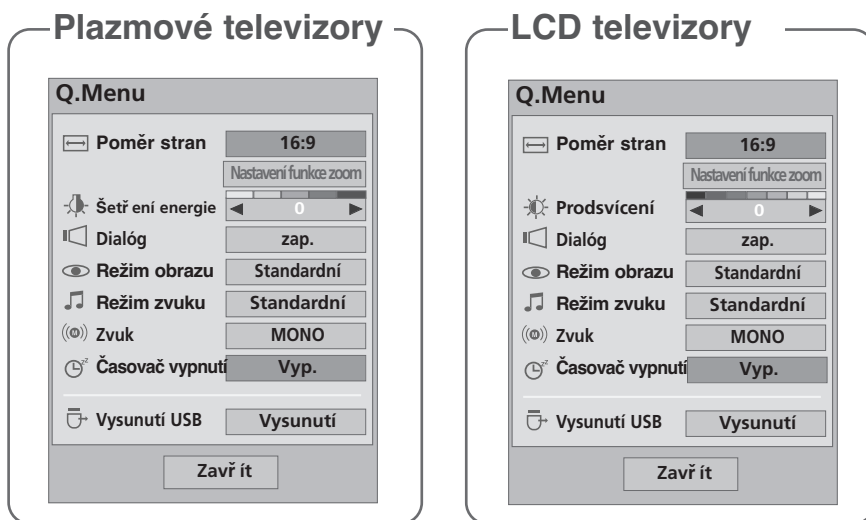 Plazmové televizory
Q.Menu
Poměr stran 16:9
Nastavení funkce zoom
Šetř ení energie 0
Dialóg zap.
Režim obrazu Standardní
Režim zvuku Standardní
Zvuk MONO
Časovač vypnutí Vyp.
Vysunutí USB Vysunutí
Zavř ít
LCD televizory
Q.Menu
Poměr stran 16:9
Nastavení funkce zoom
Prodsvícení 0
Dialóg zap.
Režim obrazu Standardní
Režim zvuku Standardní
Zvuk MONO
Časovač vypnutí Vyp.
Vysunutí USB Vysunutí
Zavř ít